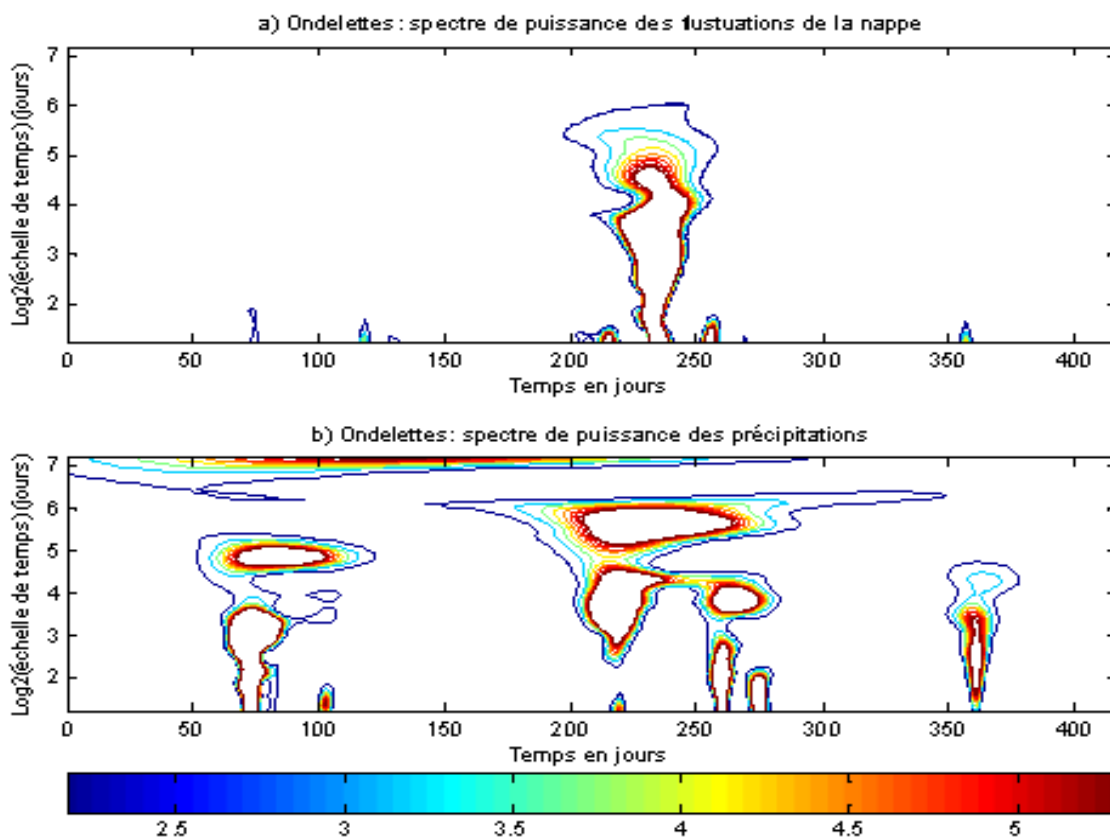 a) Ondelettes : spectre de puissance des flustuations de la nappe
Log2(échelle de temps) (jours)
7
6
5
4
3
2
0 50 100 150 200 250 300 350 400
Temps en jours
b) Ondelettes : spectre de puissance des précipitations
Log2(échelle de temps) (jours)
7
6
5
4
3
2
0 50 100 150 200 250 300 350 400
Temps en jours
2.5 3 3.5 4 4.5 5